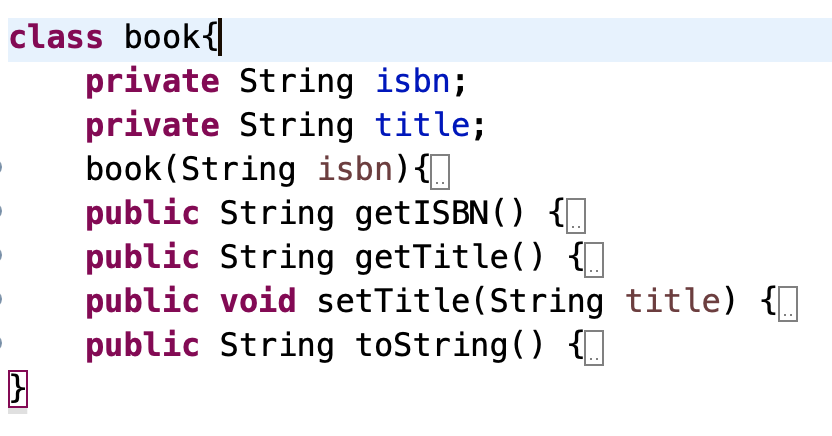 class book{
private String isbn;
private String title;
book(String isbn){..
public String getISBN() {..
public String getTitle() {..
public void setTitle(String title) {..
public String toString() {..
}